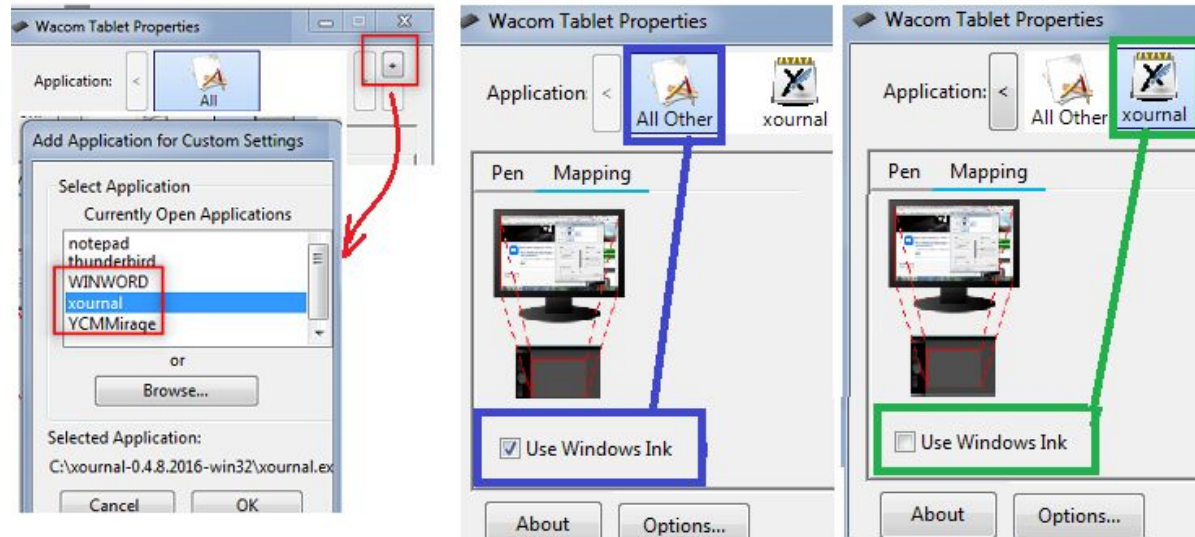 Wacom Tablet Properties
Application: <
All
+
Add Application for Custom Settings
Select Application
Currently Open Applications
notepad
thunderbird
WINWORD
xournal
YCMMirage
or
Browse...
Selected Application:
C:\xournal-0.4.8.2016-win32\xournal.ex
Cancel OK
Wacom Tablet Properties
Application: <
All Other xournal
Pen Mapping
Use Windows Ink
About Options...
Wacom Tablet Properties
Application: <
All Other xournal
Pen Mapping
Use Windows Ink
About Options...